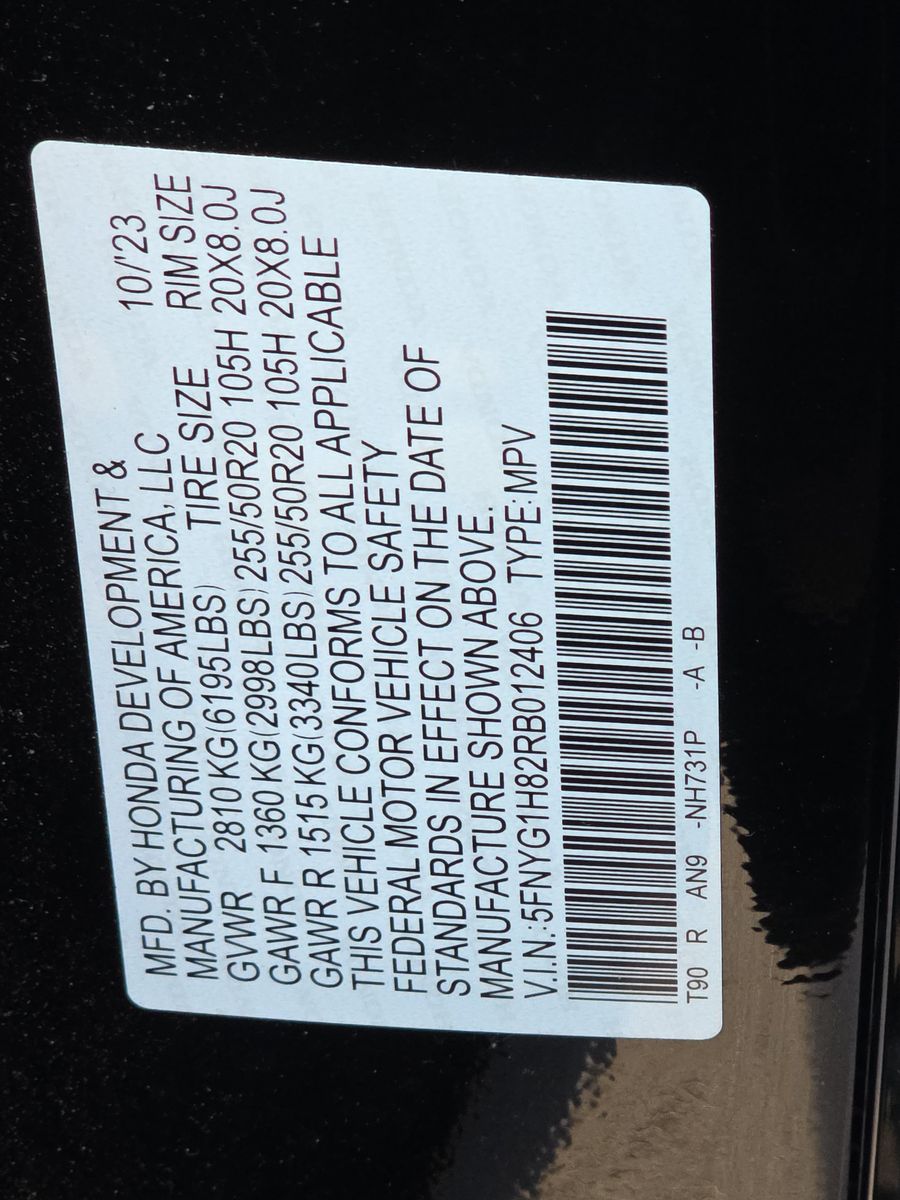 MFD. BY HONDA DEVELOPMENT & 10/'23
MANUFACTURING OF AMERICA, LLC
TIRE SIZE RIM SIZE
GVWR 2810 KG(6195LBS)
GAWR F 1360 KG(2998LBS) 255/50R20 105H 20X8.0J
GAWR R 1515 KG(3340LBS) 255/50R20 105H 20X8.0J
THIS VEHICLE CONFORMS TO ALL APPLICABLE
FEDERAL MOTOR VEHICLE SAFETY
STANDARDS IN EFFECT ON THE DATE OF
MANUFACTURE SHOWN ABOVE.
V.I.N.:5FNYG1H82RB012406 TYPE:MPV
T90 R AN9 -NH731P -A -B